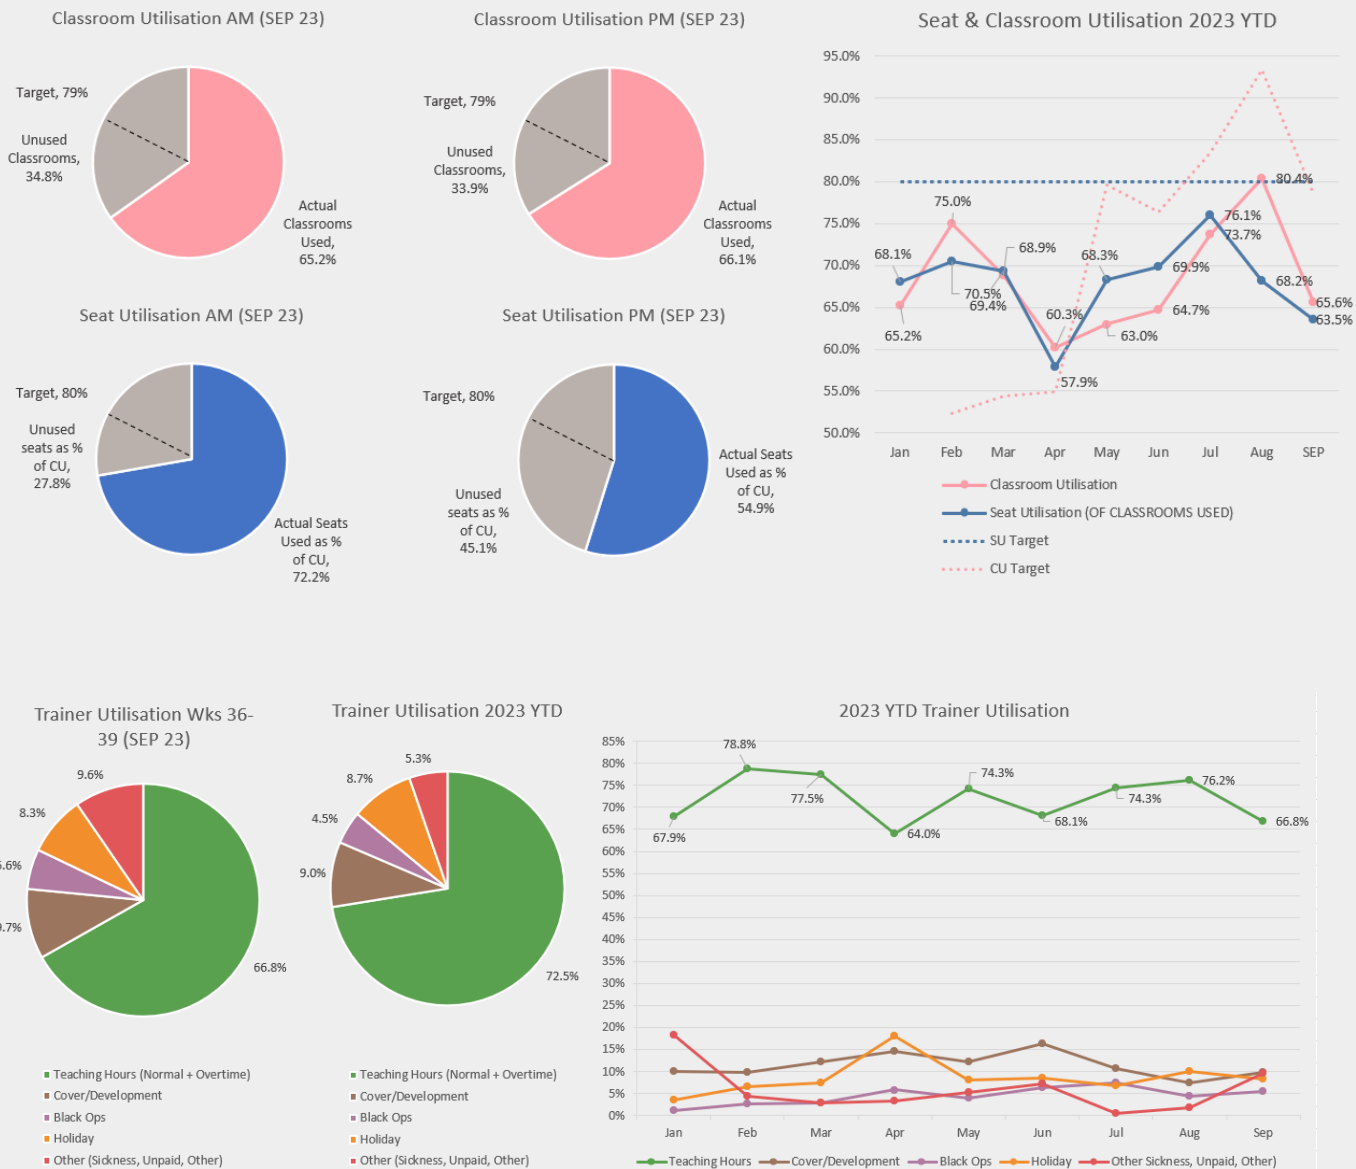 Classroom Utilisation AM (SEP 23)
Target, 79%
Unused
Classrooms,
34.8%
Actual
Classrooms
Used,
65.2%
Classroom Utilisation PM (SEP 23)
Target, 79%
Unused
Classrooms,
33.9%
Actual
Classrooms
Used,
66.1%
Seat Utilisation AM (SEP 23)
Target, 80%
Unused
seats as %
of CU,
27.8%
Actual Seats
Used as %
of CU,
72.2%
Seat Utilisation PM (SEP 23)
Target, 80%
Unused
seats as %
of CU,
45.1%
Actual Seats
Used as %
of CU,
54.9%
Seat & Classroom Utilisation 2023 YTD
95.0%
90.0%
85.0%
80.0%
75.0%
70.0%
65.0%
60.0%
55.0%
50.0%
68.1%
65.2%
75.0%
70.5%
68.9%
69.4%
60.3%
57.9%
68.3%
63.0%
69.9%
64.7%
76.1%
73.7%
80.4%
68.2%
65.6%
63.5%
Jan Feb Mar Apr May Jun Jul Aug SEP
Classroom Utilisation
Seat Utilisation (OF CLASSROOMS USED)
SU Target
CU Target
Trainer Utilisation Wks 36-
39 (SEP 23)
9.6%
8.3%
5.6%
9.7%
66.8%
Teaching Hours (Normal + Overtime)
Cover/Development
Black Ops
Holiday
Other (Sickness, Unpaid, Other)
Trainer Utilisation 2023 YTD
5.3%
8.7%
4.5%
9.0%
72.5%
Teaching Hours (Normal + Overtime)
Cover/Development
Black Ops
Holiday
Other (Sickness, Unpaid, Other)
2023 YTD Trainer Utilisation
85%
80%
75%
70%
65%
60%
55%
50%
45%
40%
35%
30%
25%
20%
15%
10%
5%
0%
67.9%
78.8%
77.5%
64.0%
74.3%
68.1%
74.3%
76.2%
66.8%
Jan Feb Mar Apr May Jun Jul Aug Sep
Teaching Hours Cover/Development Black Ops Holiday Other Sickness, Unpaid, Other)